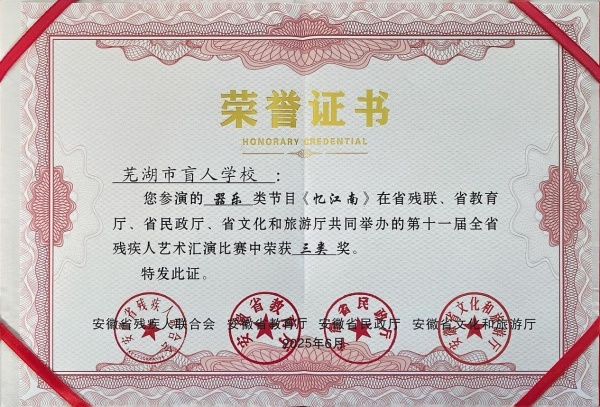 荣誉证书
HONORARY CREDENTIAL
芜湖市盲人学校：
您参演的 器乐 类节目《忆江南》在省残联、省教育
厅、省民政厅、省文化和旅游厅共同举办的第十一届全省
残疾人艺术汇演比赛中荣获 三类 奖。
特发此证。
安徽省残疾人联合会 安徽省教育厅 安徽省民政厅 安徽省文化和旅游厅
2025年6月